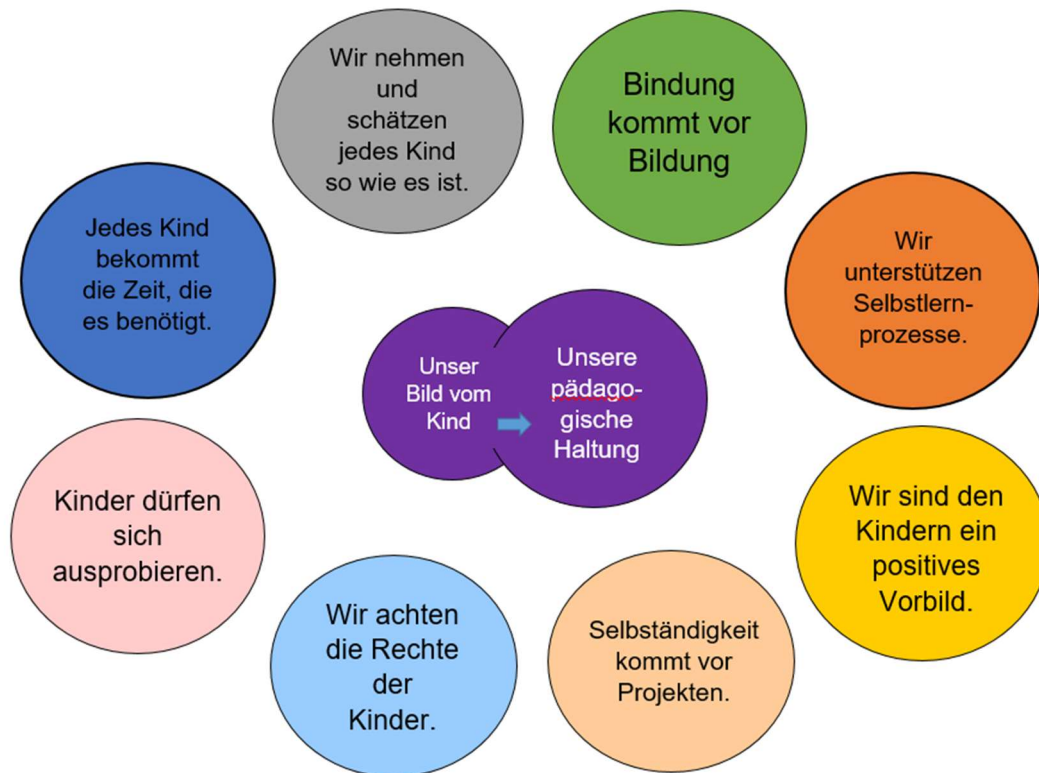 Wir nehmen
und
schätzen
jedes Kind
so wie es ist.
Bindung
kommt vor
Bildung
Jedes Kind
bekommt
die Zeit, die
es benötigt.
Wir
unterstützen
Selbstlern-
prozesse.
Unser
Bild vom
Kind
Unsere
pädago-
gische
Haltung
Kinder dürfen
sich
ausprobieren.
Wir sind den
Kindern ein
positives
Vorbild.
Wir achten
die Rechte
der
Kinder.
Selbständigkeit
kommt vor
Projekten.